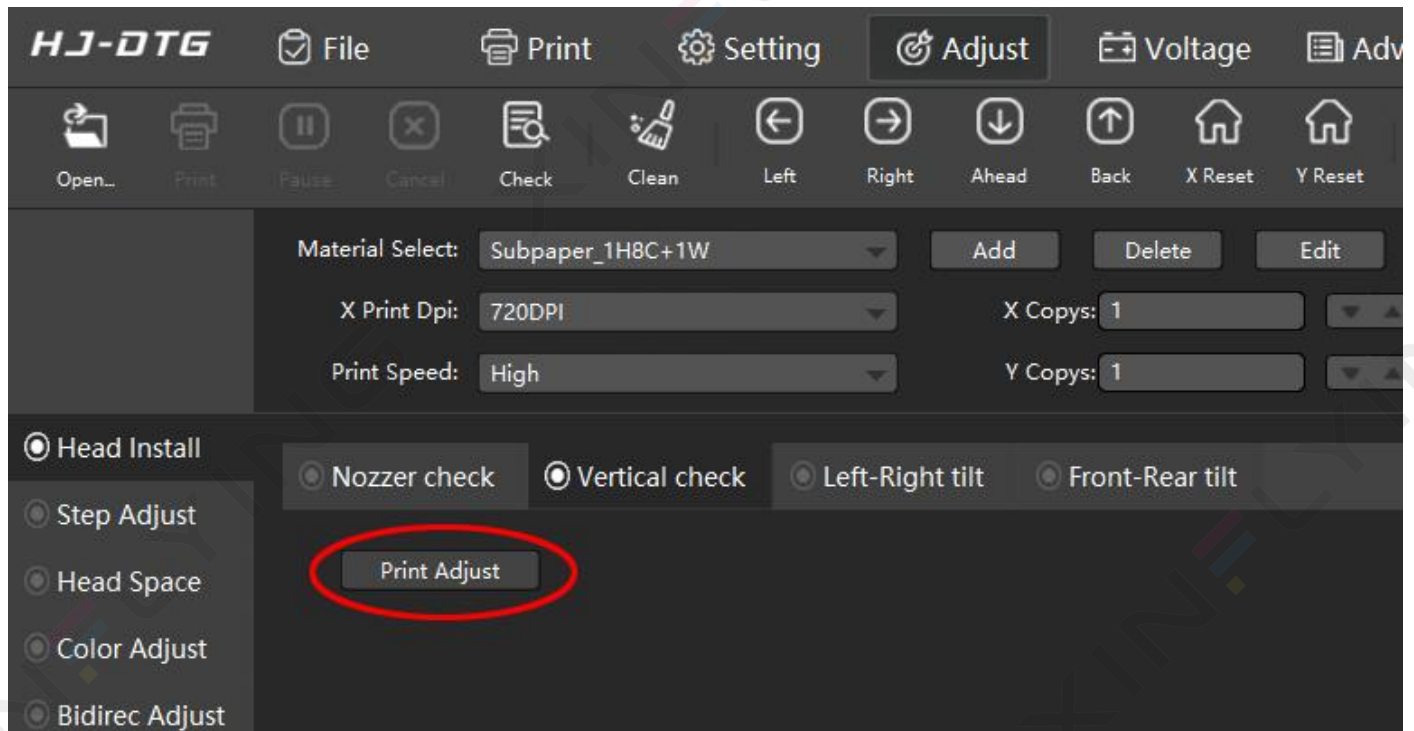 HJ-DTG File Print Setting Adjust Voltage Adv
Open... Print Pause Cancel Check Clean Left Right Ahead Back X Reset Y Reset
Material Select: Subpaper_1H8C+1W Add Delete Edit
X Print Dpi: 720DPI X Copys: 1
Print Speed: High Y Copys: 1
Head Install
Nozzer check Vertical check Left-Right tilt Front-Rear tilt
Step Adjust
Print Adjust
Head Space
Color Adjust
Bidirec Adjust